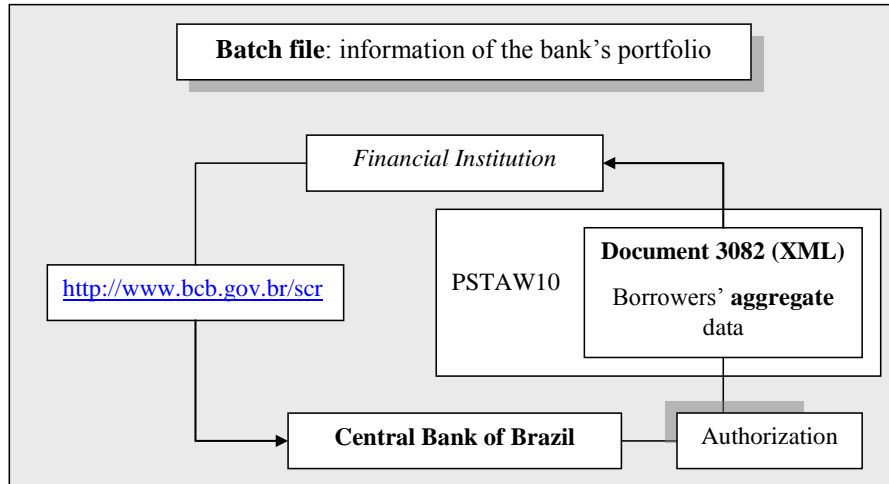 Batch file: information of the bank’s portfolio
Financial Institution
http://www.bcb.gov.br/scr
PSTAW10
Document 3082 (XML)
Borrowers’ aggregate
data
Central Bank of Brazil
Authorization